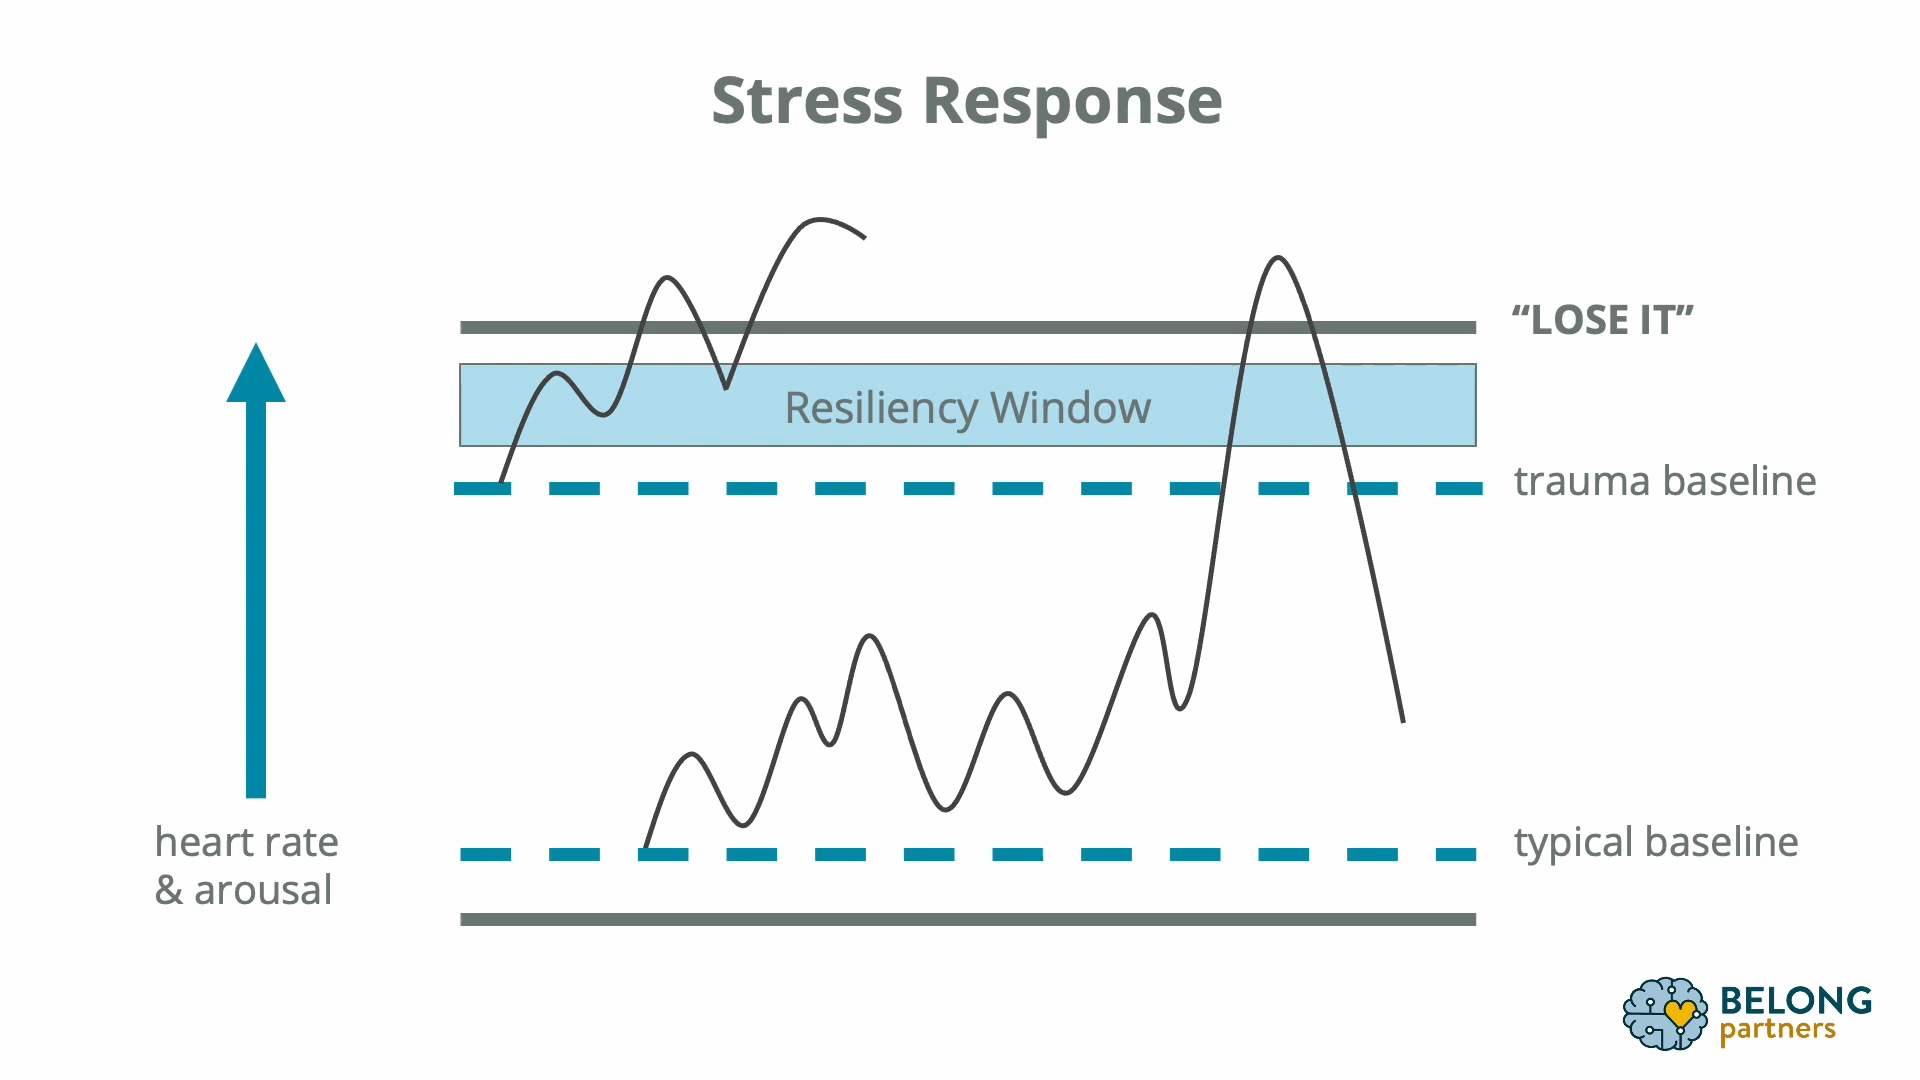 Stress Response
“LOSE IT”
Resiliency Window
trauma baseline
heart rate
& arousal
typical baseline
BELONG
partners